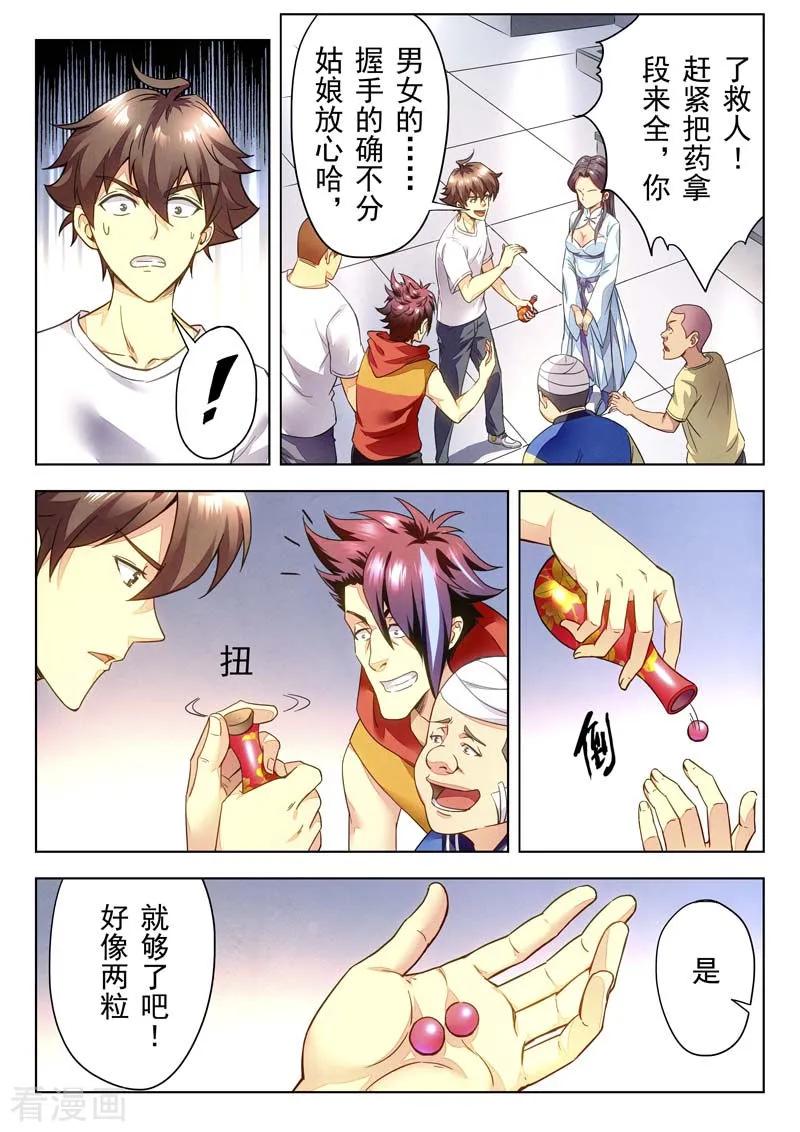 ！
姑娘放心哈，
握手的确不分
男女的……
段来全，你
赶紧把药拿
了救人！
扭
倒
好像两粒
就够了吧！
是
看漫画